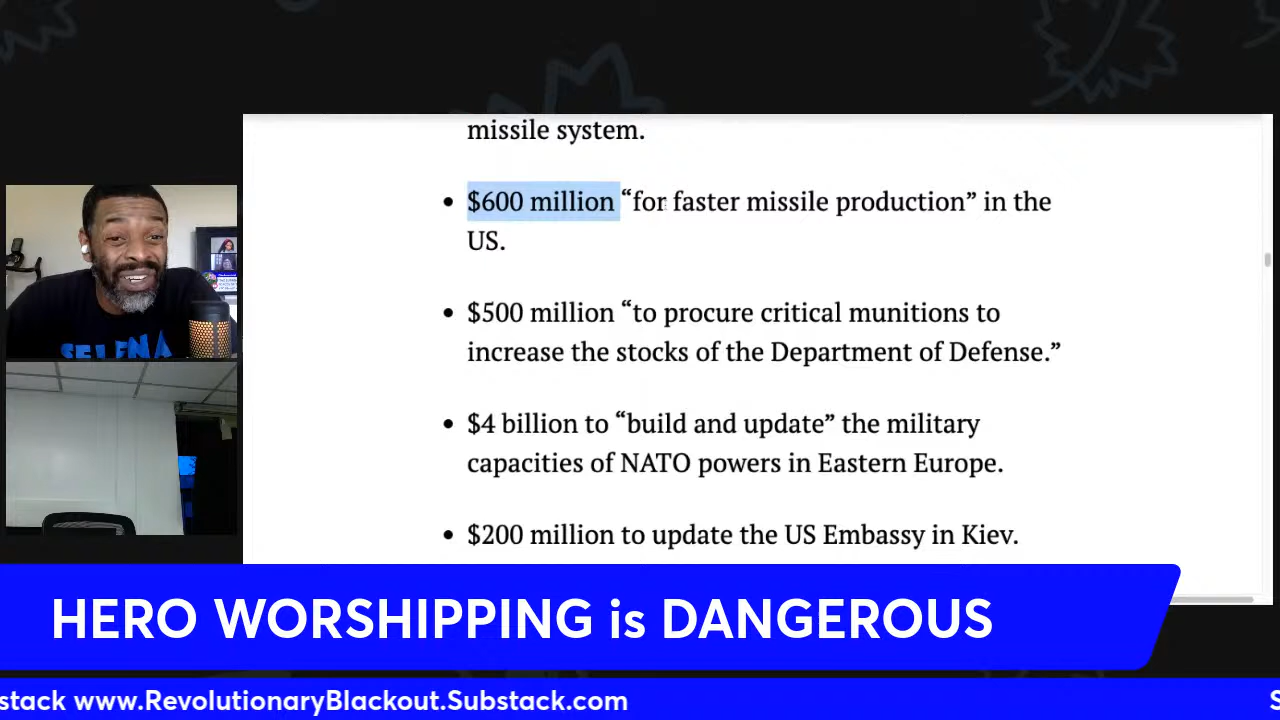 missile system.
• $600 million “for faster missile production” in the
US.
• $500 million “to procure critical munitions to
increase the stocks of the Department of Defense.”
• $4 billion to “build and update” the military
capacities of NATO powers in Eastern Europe.
• $200 million to update the US Embassy in Kiev.
SELENA
HERO WORSHIPPING is DANGEROUS
stack www.RevolutionaryBlackout.Substack.com
S